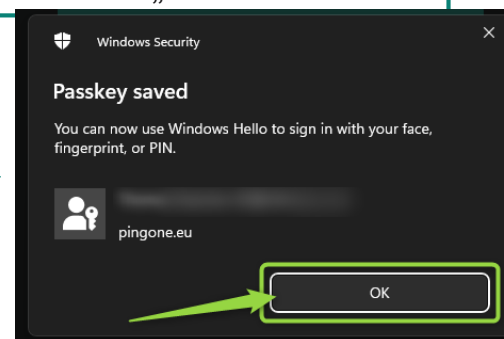 Windows Security
Passkey saved
You can now use Windows Hello to sign in with your face,
fingerprint, or PIN.
pingone.eu
OK